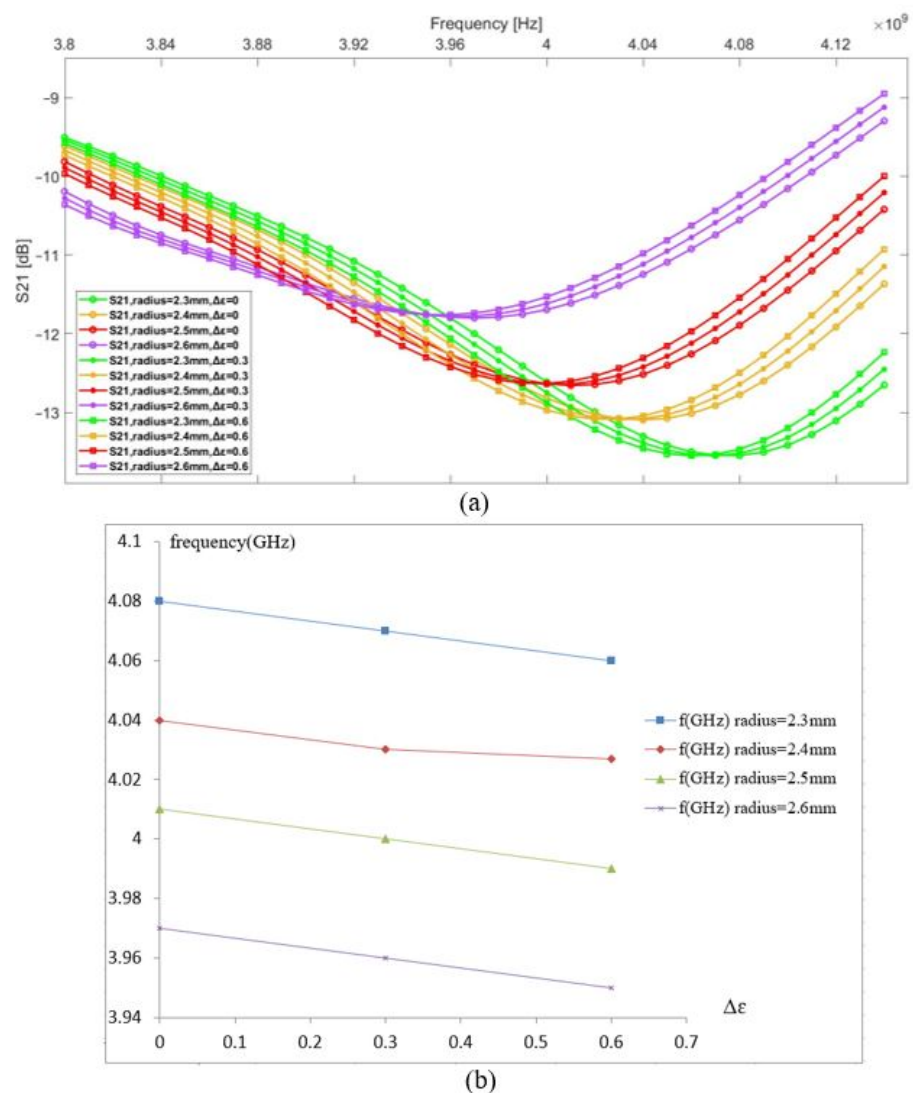 Frequency [Hz]
×10⁹
3.8 3.84 3.88 3.92 3.96 4 4.04 4.08 4.12
-9
-10
-11
-12
-13
S21 [dB]
S21,radius=2.3mm,Δε=0
S21,radius=2.4mm,Δε=0
S21,radius=2.5mm,Δε=0
S21,radius=2.6mm,Δε=0
S21,radius=2.3mm,Δε=0.3
S21,radius=2.4mm,Δε=0.3
S21,radius=2.5mm,Δε=0.3
S21,radius=2.6mm,Δε=0.3
S21,radius=2.3mm,Δε=0.6
S21,radius=2.4mm,Δε=0.6
S21,radius=2.5mm,Δε=0.6
S21,radius=2.6mm,Δε=0.6
(a)
frequency(GHz)
4.1
4.08
4.06
4.04
4.02
4
3.98
3.96
3.94
f(GHz) radius=2.3mm
f(GHz) radius=2.4mm
f(GHz) radius=2.5mm
f(GHz) radius=2.6mm
Δε
0 0.1 0.2 0.3 0.4 0.5 0.6 0.7
(b)